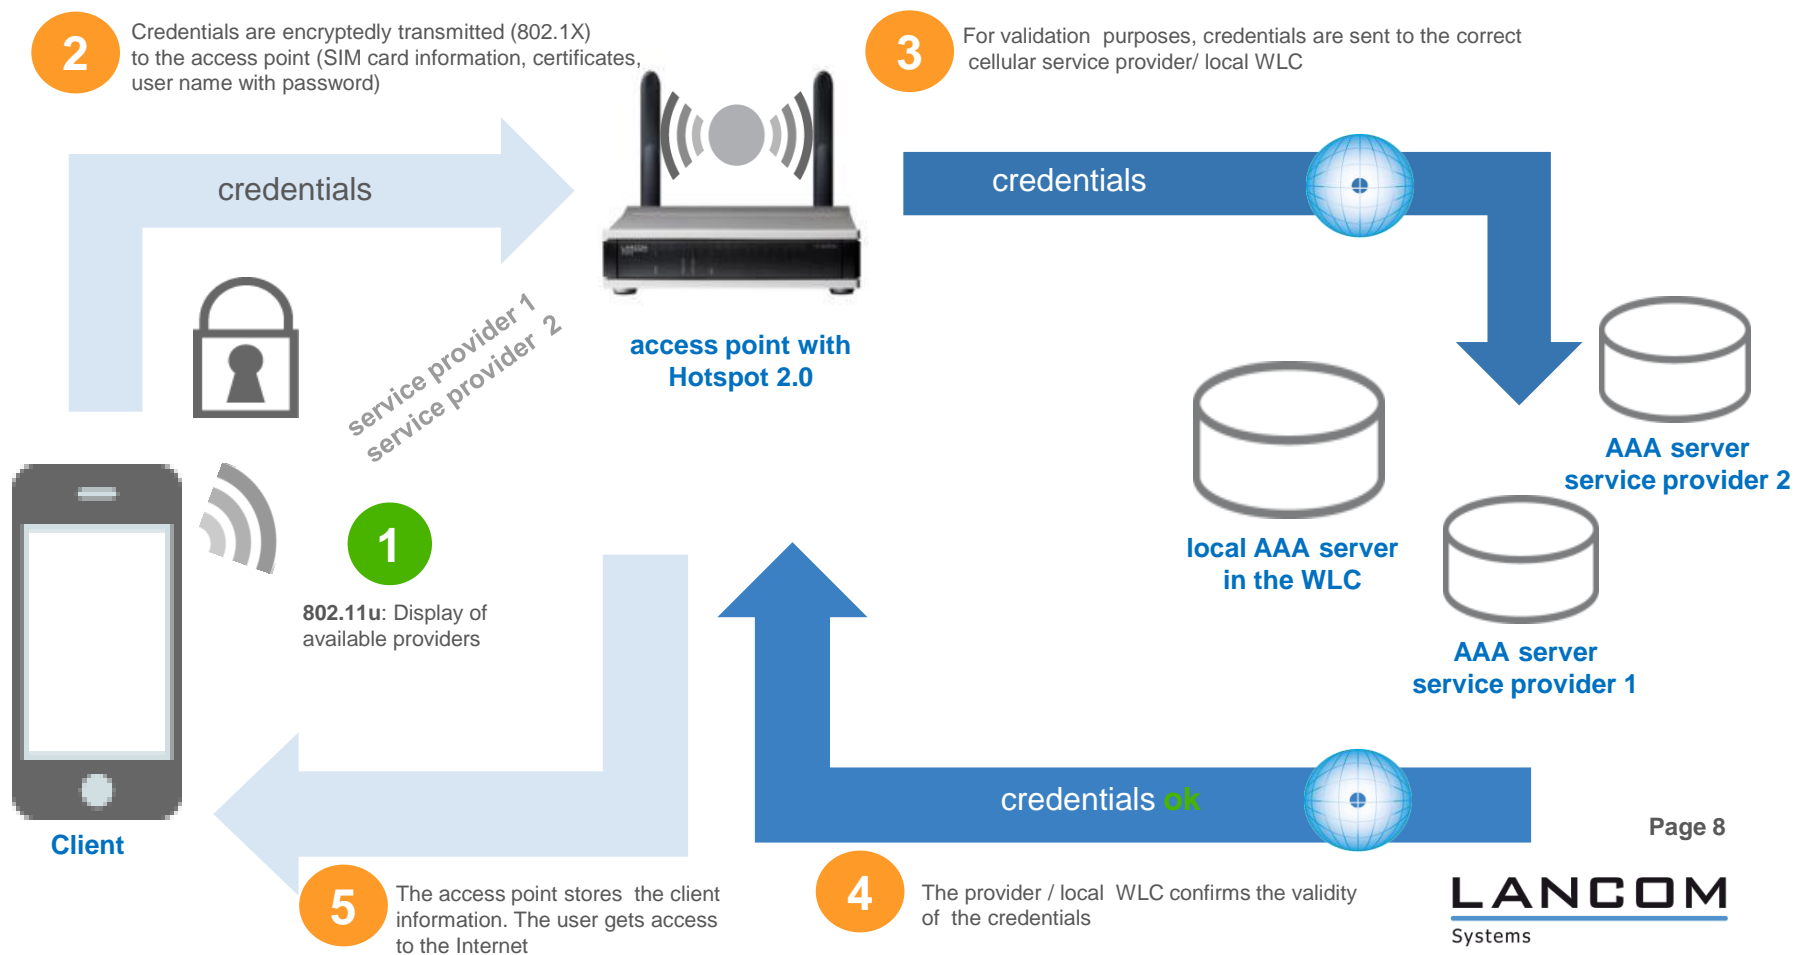 2
Credentials are encryptedly transmitted (802.1X)
to the access point (SIM card information, certificates,
user name with password)
3
For validation purposes, credentials are sent to the correct
cellular service provider/ local WLC
credentials
credentials
LANCOM
service provider 1
service provider 2
access point with
Hotspot 2.0
AAA server
service provider 2
local AAA server
in the WLC
AAA server
service provider 1
1
802.11u: Display of
available providers
Client
credentials ok
5
The access point stores the client
information. The user gets access
to the Internet
4
The provider / local WLC confirms the validity
of the credentials
Page 8
LANCOM
Systems